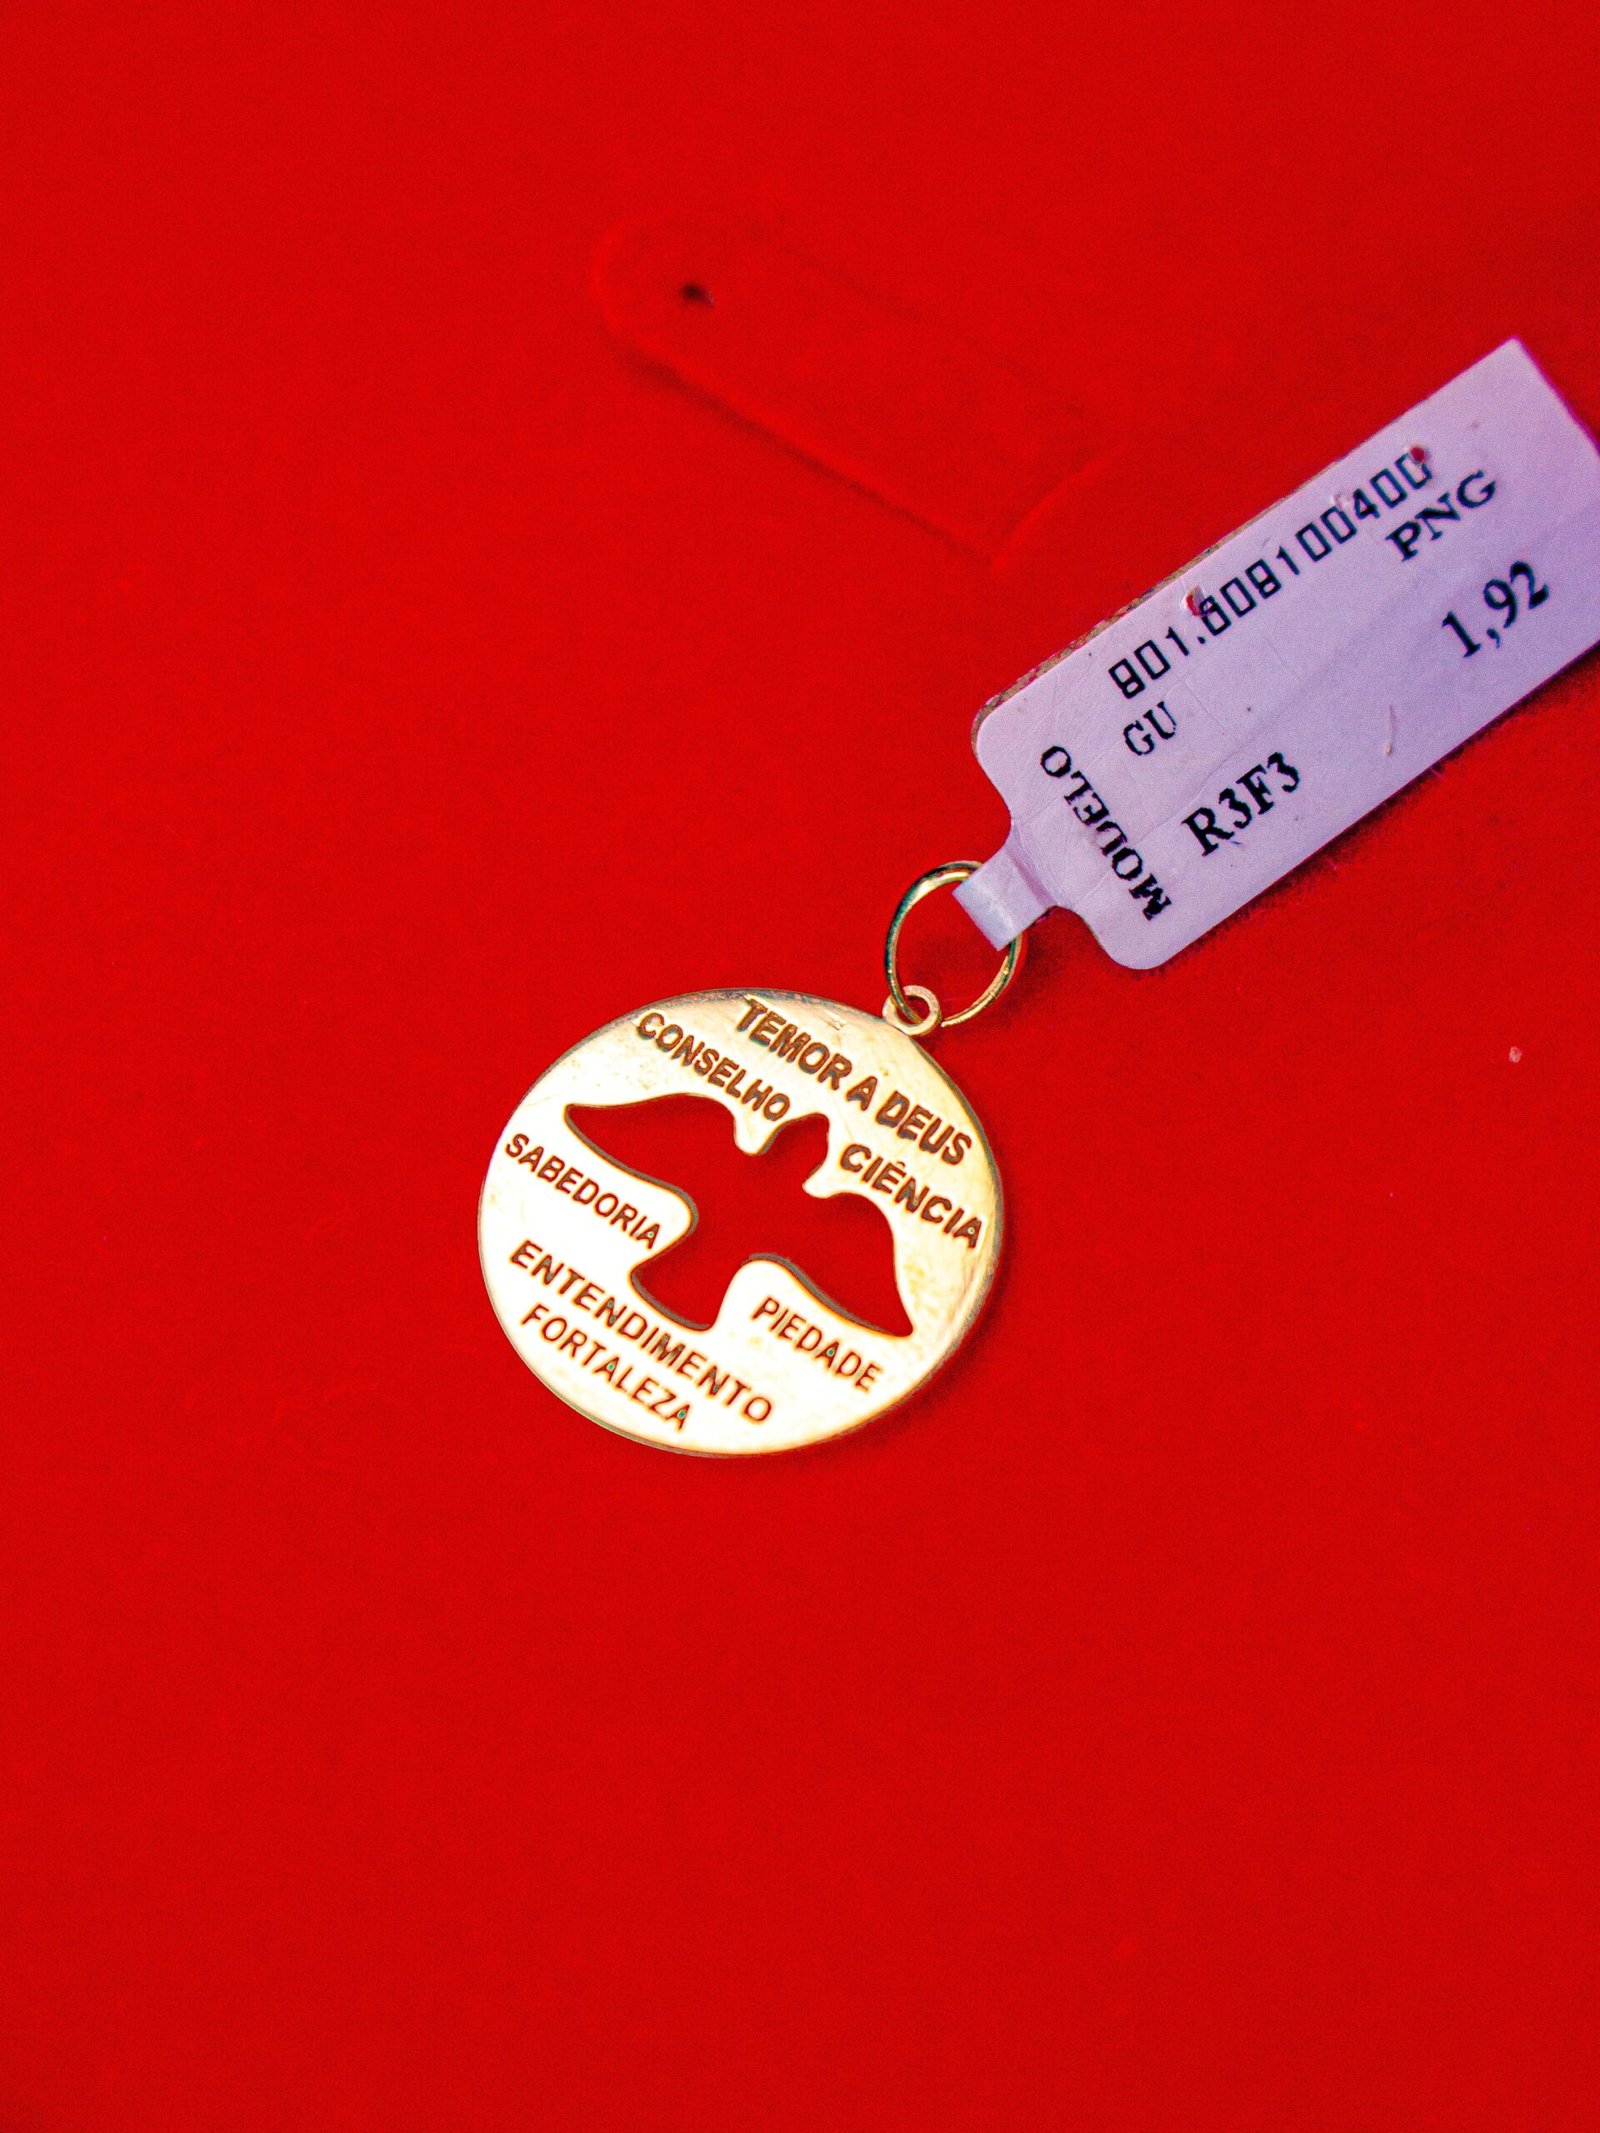 801.808100400
GU
PNG
MODELO
R3F3
1,92
TEMOR A DEUS
CONSELHO
CIÊNCIA
SABEDORIA
ENTENDIMENTO
PIEDADE
FORTALEZA